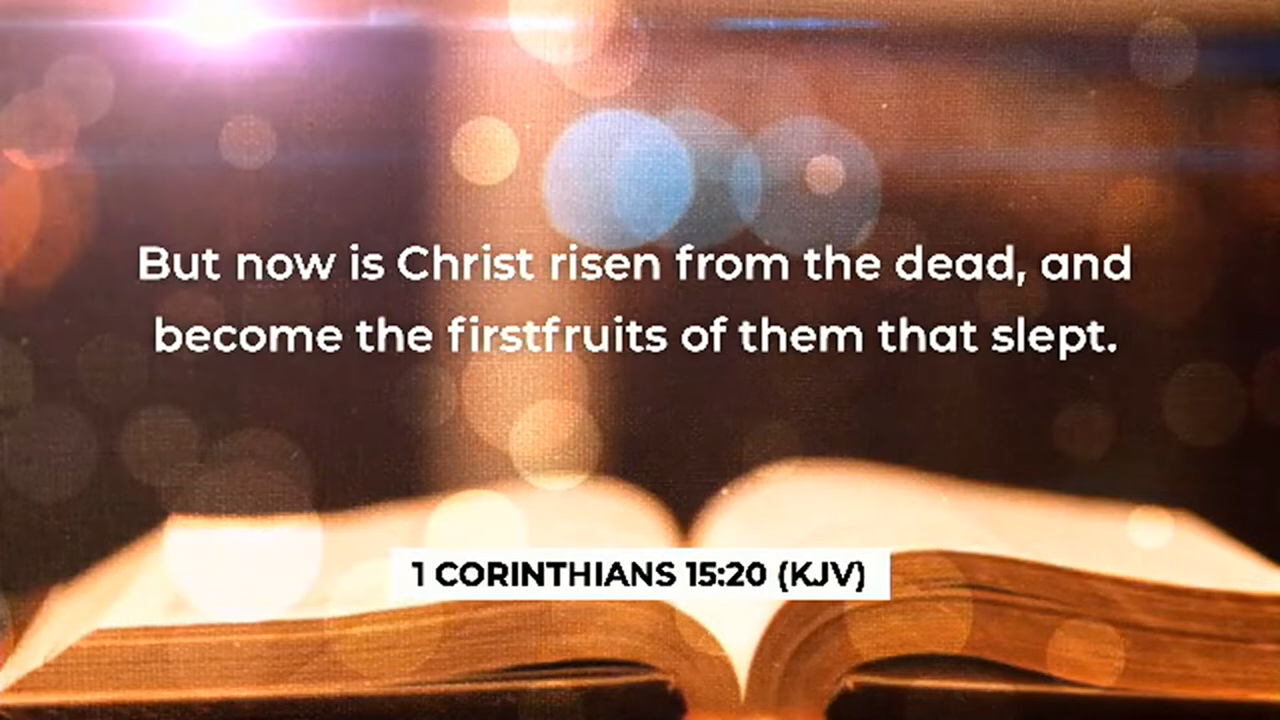 But now is Christ risen from the dead, and
become the firstfruits of them that slept.
1 CORINTHIANS 15:20 (KJV)